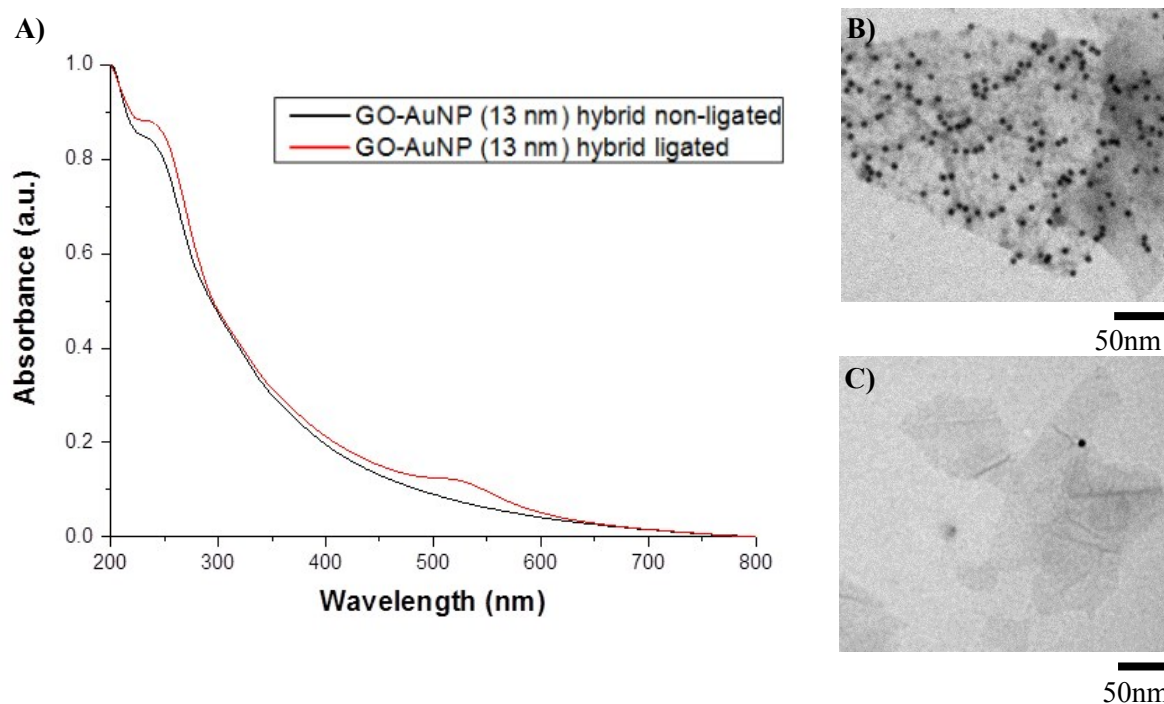 A)
1.0
0.8
0.6
0.4
0.2
0.0
Absorbance (a.u.)
GO-AuNP (13 nm) hybrid non-ligated
GO-AuNP (13 nm) hybrid ligated
200 300 400 500 600 700 800
Wavelength (nm)
B)
50nm
C)
50nm